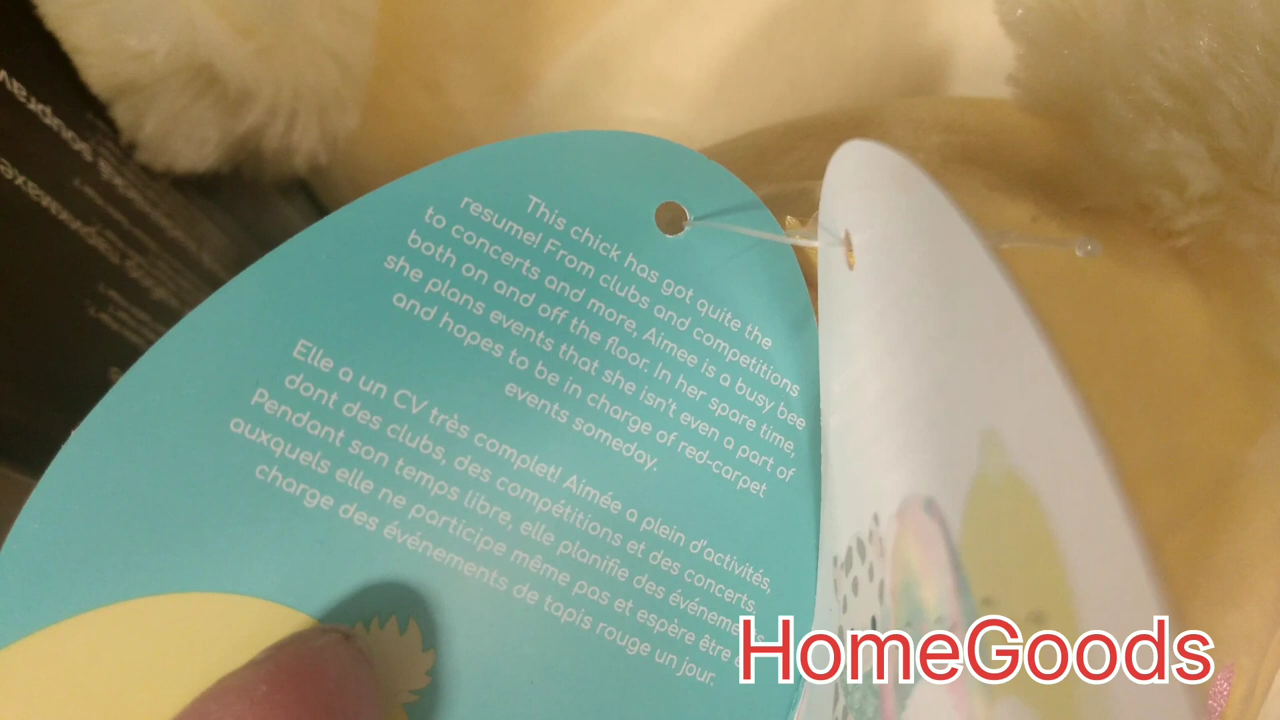 This chick has got quite the
resume! From clubs and competitions
to concerts and more, Aimee is a busy bee
both on and off the floor. In her spare time,
she plans events that she isn't even a part of
and hopes to be in charge of red-carpet
events someday.
Elle a un CV très complet! Aimée a plein d'activités,
dont des clubs, des compétitions et des concerts.
Pendant son temps libre, elle planifie des événements
auxquels elle ne participe même pas et espère être
charge des événements de tapis rouge un jour.
HomeGoods